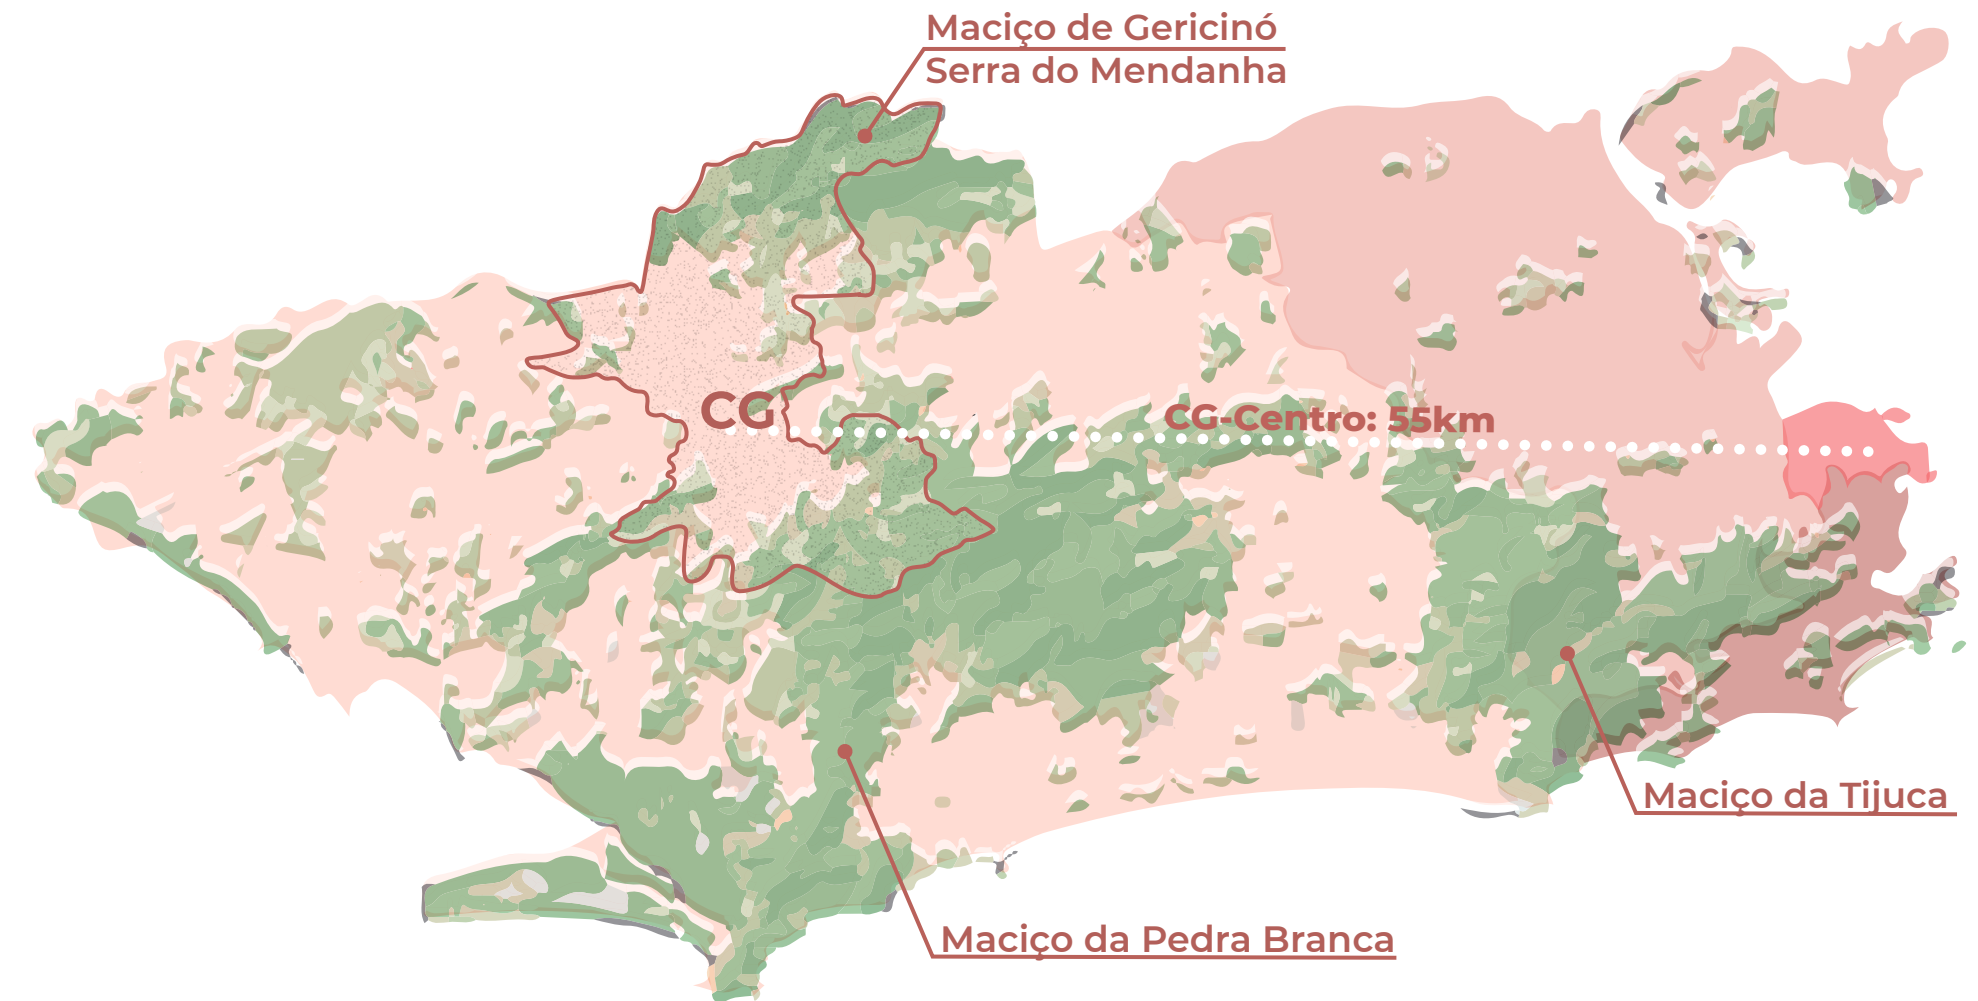 Maciço de Gericinó
Serra do Mendanha
CG
CG-Centro: 55km
Maciço da Tijuca
Maciço da Pedra Branca